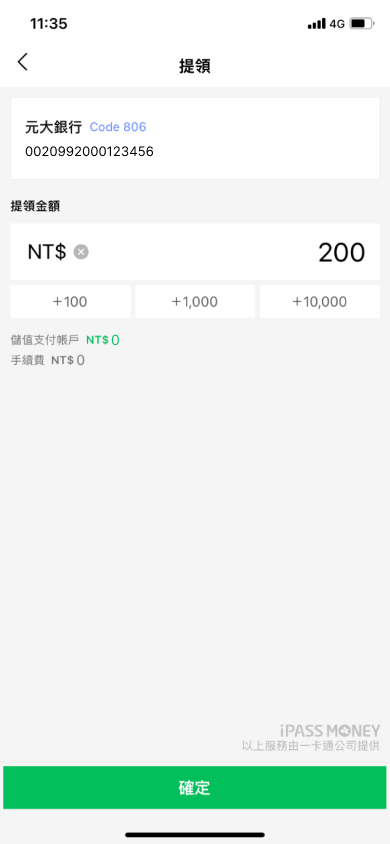 11:35 4G
提領
元大銀行 Code 806
0020992000123456
提領金額
NT$ 200
+100 +1,000 +10,000
儲值支付帳戶 NT$ 0
手續費 NT$ 0
iPASS MONEY
以上服務由一卡通公司提供
確定